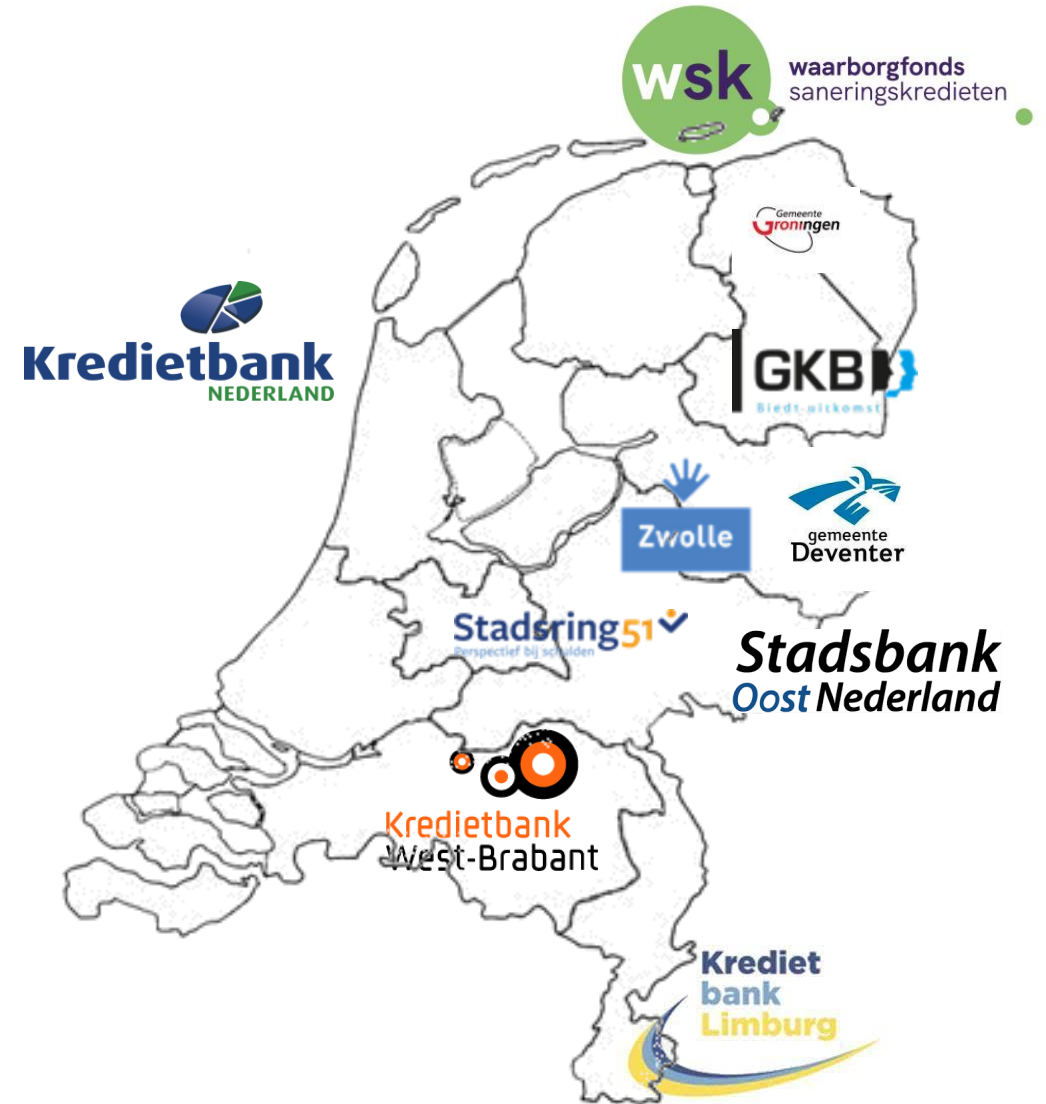 wsk
waarborgfonds
saneringskredieten
Gemeente
Groningen
Kredietbank
NEDERLAND
GKB
Biedt uitkomst
Zwolle
gemeente
Deventer
Stadsring51
Perspectief bij schulden
Stadsbank
Oost Nederland
Kredietbank
West-Brabant
Krediet
bank
Limburg